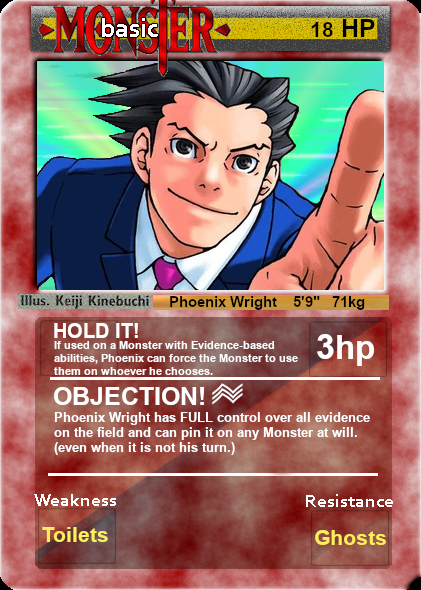 MONSTER
basic
18 HP
Illus. Keiji Kinebuchi
Phoenix Wright 5'9" 71kg
HOLD IT!
If used on a Monster with Evidence-based
abilities, Phoenix can force the Monster to use
them on whoever he chooses.
3hp
OBJECTION!
Phoenix Wright has FULL control over all evidence
on the field and can pin it on any Monster at will.
(even when it is not his turn.)
Weakness
Resistance
Toilets
Ghosts